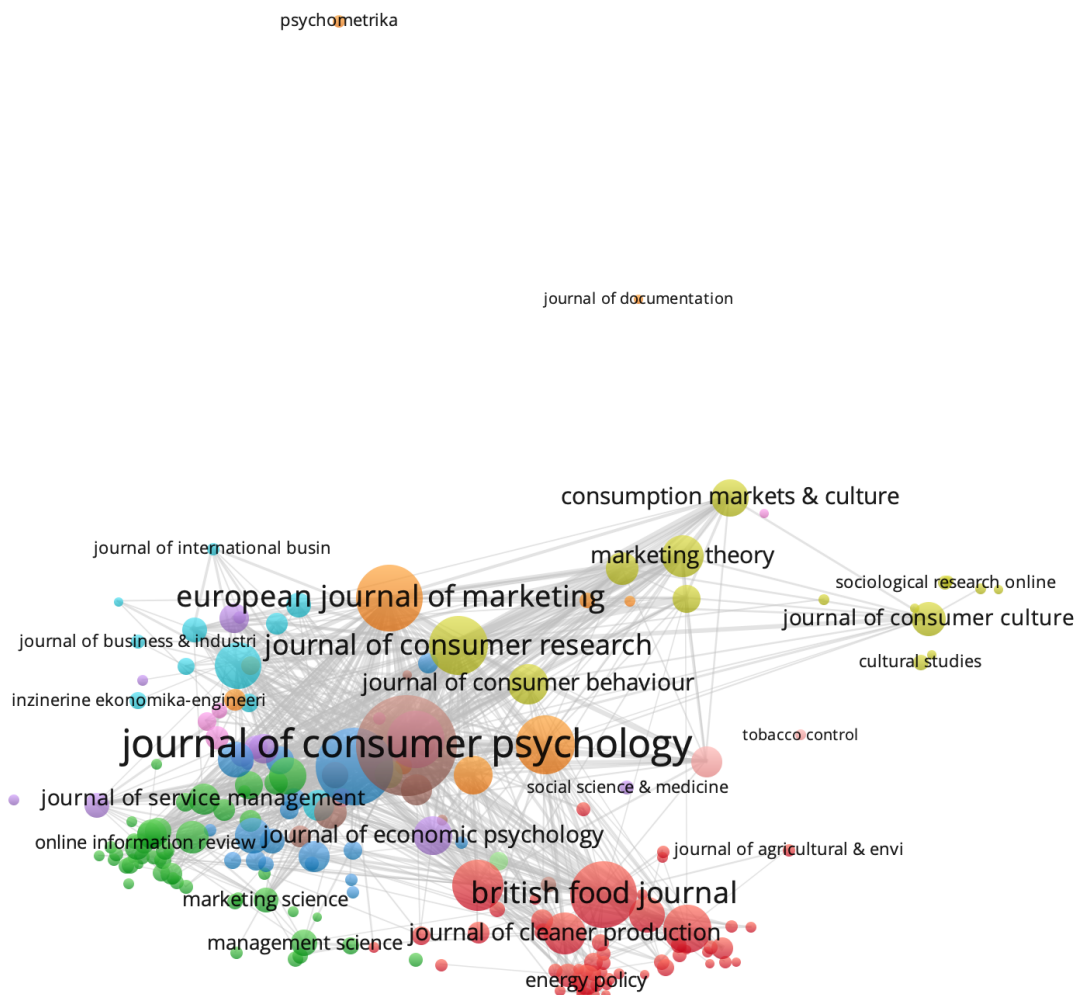 psychometrika
journal of documentation
consumption markets & culture
journal of international busin
marketing theory
sociological research online
european journal of marketing
journal of consumer culture
journal of business & industri
journal of consumer research
cultural studies
journal of consumer behaviour
inzinerine ekonomika-engineeri
tobacco control
journal of consumer psychology
social science & medicine
journal of service management
journal of economic psychology
online information review
journal of agricultural & envi
british food journal
marketing science
journal of cleaner production
management science
energy policy